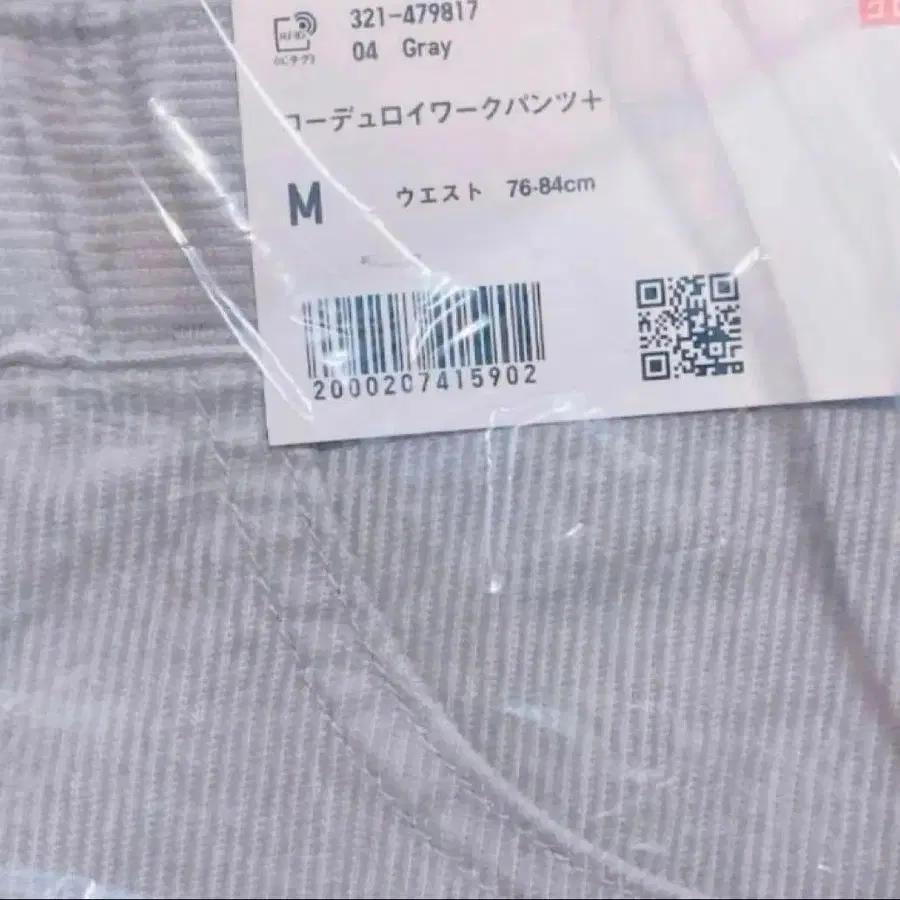 321-479817
RFID
(ICタグ)
04 Gray
コーデュロイワークパンツ+
M ウエスト 76-84cm
2000207415902